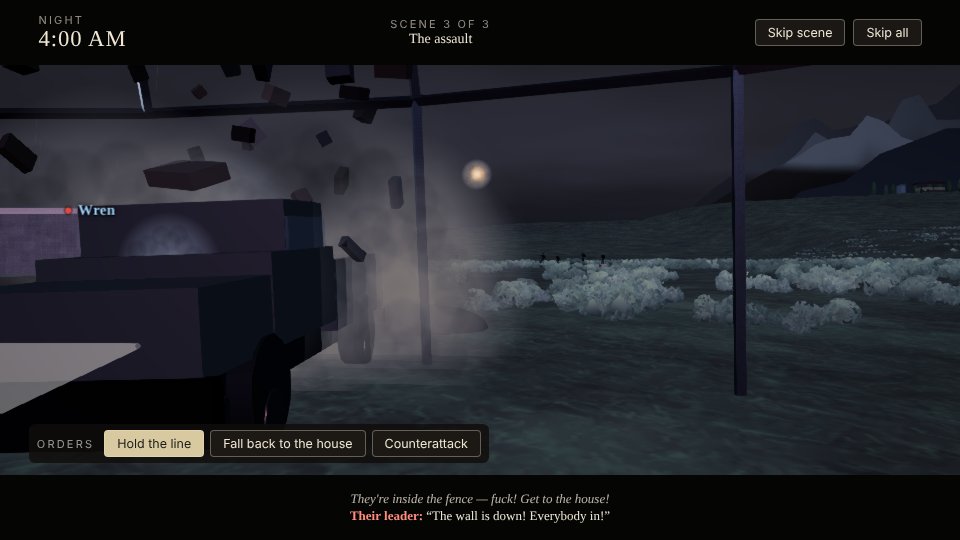 NIGHT
4:00 AM
SCENE 3 OF 3
The assault
Skip scene
Skip all
Wren
ORDERS
Hold the line
Fall back to the house
Counterattack
They're inside the fence — fuck! Get to the house!
Their leader: “The wall is down! Everybody in!”